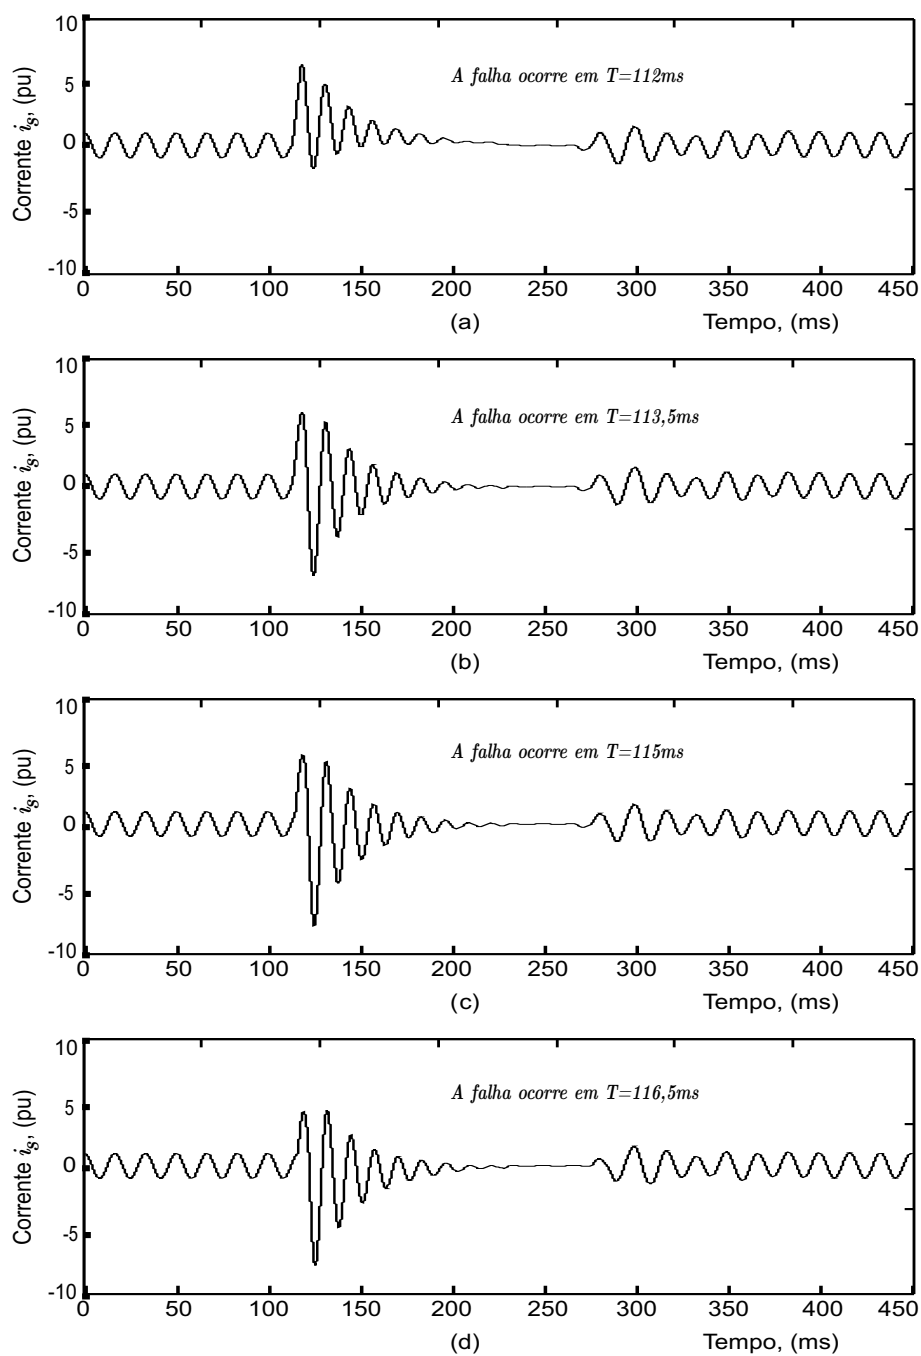 10
5
0
-5
-10
Corrente is, (pu)
A falha ocorre em T=112ms
0 50 100 150 200 250 300 350 400 450
(a) Tempo, (ms)
10
5
0
-5
-10
Corrente is, (pu)
A falha ocorre em T=113,5ms
0 50 100 150 200 250 300 350 400 450
(b) Tempo, (ms)
10
5
0
-5
-10
Corrente is, (pu)
A falha ocorre em T=115ms
0 50 100 150 200 250 300 350 400 450
(c) Tempo, (ms)
10
5
0
-5
-10
Corrente is, (pu)
A falha ocorre em T=116,5ms
0 50 100 150 200 250 300 350 400 450
(d) Tempo, (ms)